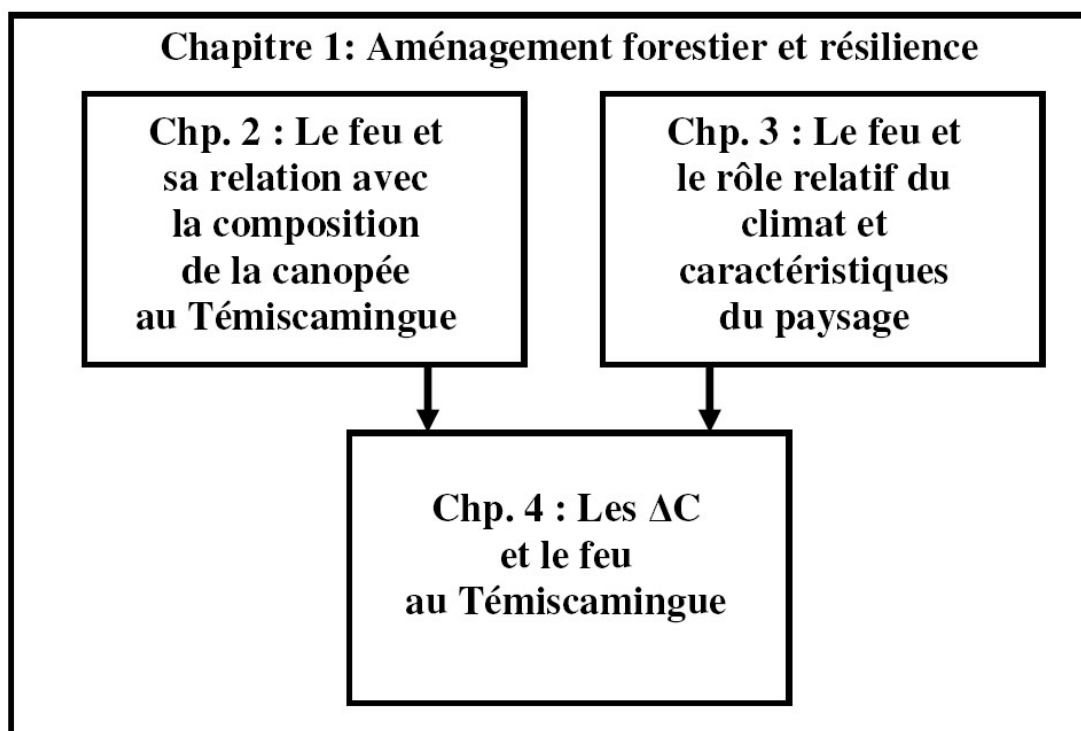 Chapitre 1: Aménagement forestier et résilience
Chp. 2 : Le feu et
sa relation avec
la composition
de la canopée
au Témiscamingue
Chp. 3 : Le feu et
le rôle relatif du
climat et
caractéristiques
du paysage
Chp. 4 : Les ΔC
et le feu
au Témiscamingue